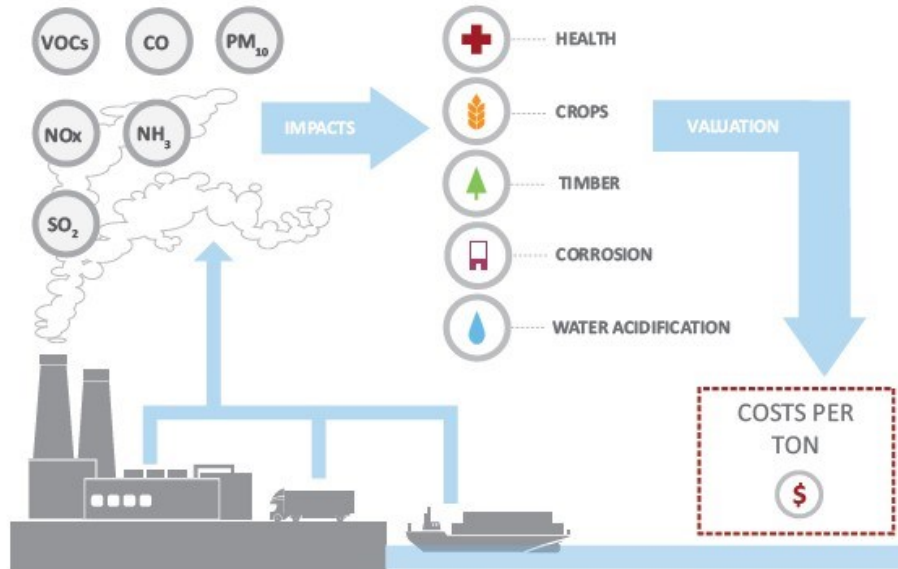 VOCs
CO
PM₁₀
NOx
NH₃
SO₂
IMPACTS
HEALTH
CROPS
TIMBER
CORROSION
WATER ACIDIFICATION
VALUATION
COSTS PER
TON
$